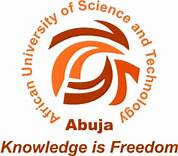 African University of Science and Technology
Abuja
Knowledge is Freedom